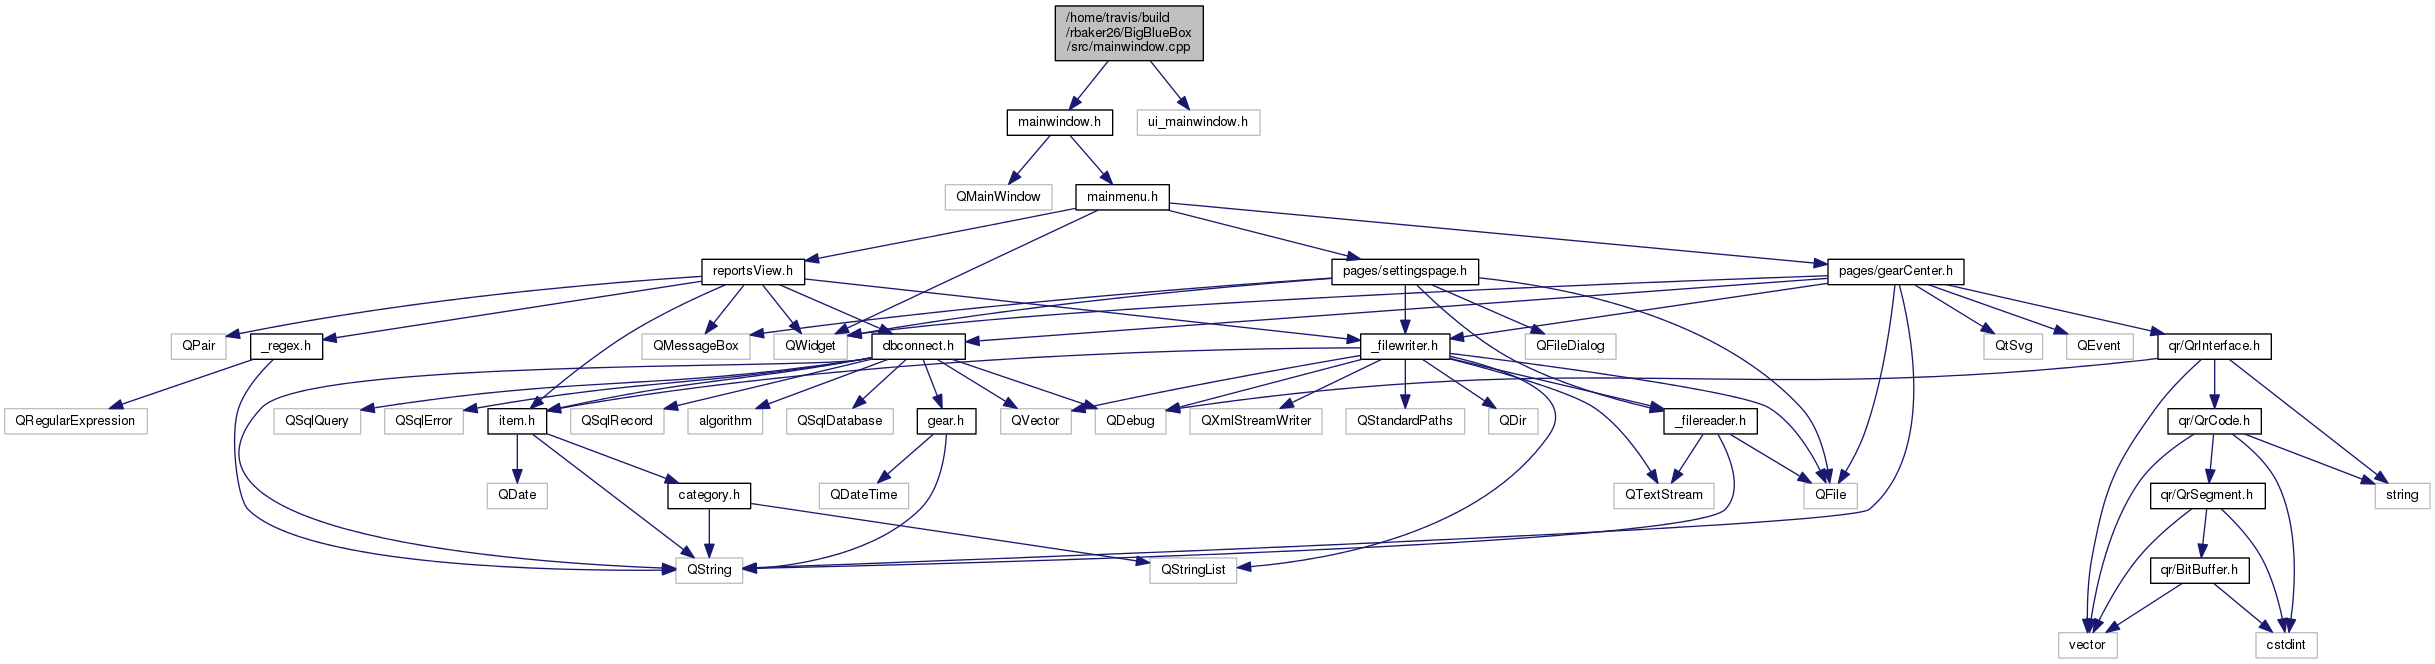 /home/travis/build
/rbaker26/BigBlueBox
/src/mainwindow.cpp
mainwindow.h
ui_mainwindow.h
QMainWindow
mainmenu.h
reportsView.h
pages/settingspage.h
pages/gearCenter.h
QPair
_regex.h
QMessageBox
QWidget
dbconnect.h
_filewriter.h
QFileDialog
QtSvg
QEvent
qr/QrInterface.h
QRegularExpression
QSqlQuery
QSqlError
item.h
QSqlRecord
algorithm
QSqlDatabase
gear.h
QVector
QDebug
QXmlStreamWriter
QStandardPaths
QDir
_filereader.h
qr/QrCode.h
QDate
category.h
QDateTime
QTextStream
QFile
qr/QrSegment.h
string
QString
QStringList
qr/BitBuffer.h
vector
cstdint